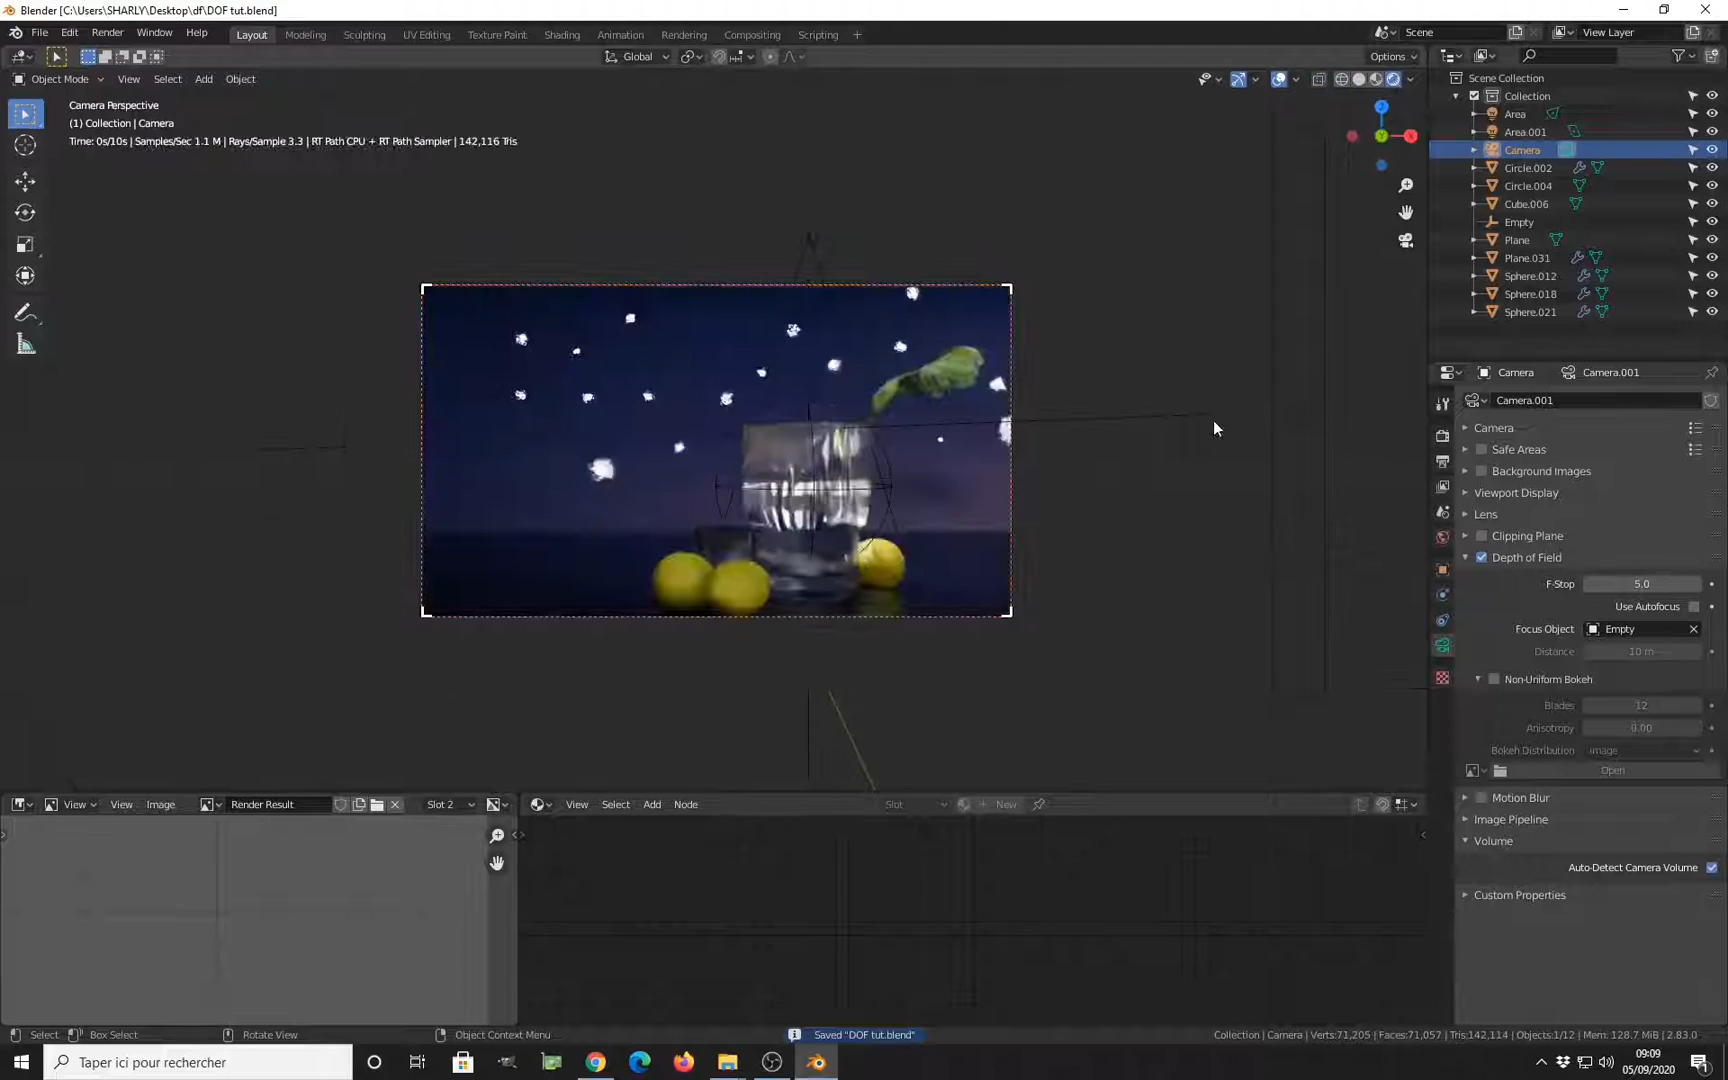 Blender [C:\Users\SHARLY\Desktop\df\DOF tut.blend]
File Edit Render Window Help
Layout Modeling Sculpting UV Editing Texture Paint Shading Animation Rendering Compositing Scripting +
Scene View Layer
Global Options
Object Mode View Select Add Object
Camera Perspective
(1) Collection | Camera
Time: 0s/10s | Samples/Sec 1.1 M | Rays/Sample 3.3 | RT Path CPU + RT Path Sampler | 142,116 Tris
Scene Collection
Collection
Area
Area.001
Camera
Circle.002
Circle.004
Cube.006
Empty
Plane
Plane.031
Sphere.012
Sphere.018
Sphere.021
Camera Camera.001
Camera.001
Camera
Safe Areas
Background Images
Viewport Display
Lens
Clipping Plane
Depth of Field
F-Stop 5.0
Use Autofocus
Focus Object Empty
Distance 10 m
Non-Uniform Bokeh
Blades 12
Anisotropy 0.00
Bokeh Distribution Image
Open
Motion Blur
Image Pipeline
Volume
Auto-Detect Camera Volume
Custom Properties
View View Image Render Result Slot 2
View Select Add Node Slot New
Select Box Select Rotate View Object Context Menu
Saved "DOF tut.blend"
Collection | Camera | Verts:71,205 | Faces:71,057 | Tris:142,114 | Objects:1/12 | Mem: 128.7 MiB | 2.83.0
Taper ici pour rechercher
09:09
05/09/2020